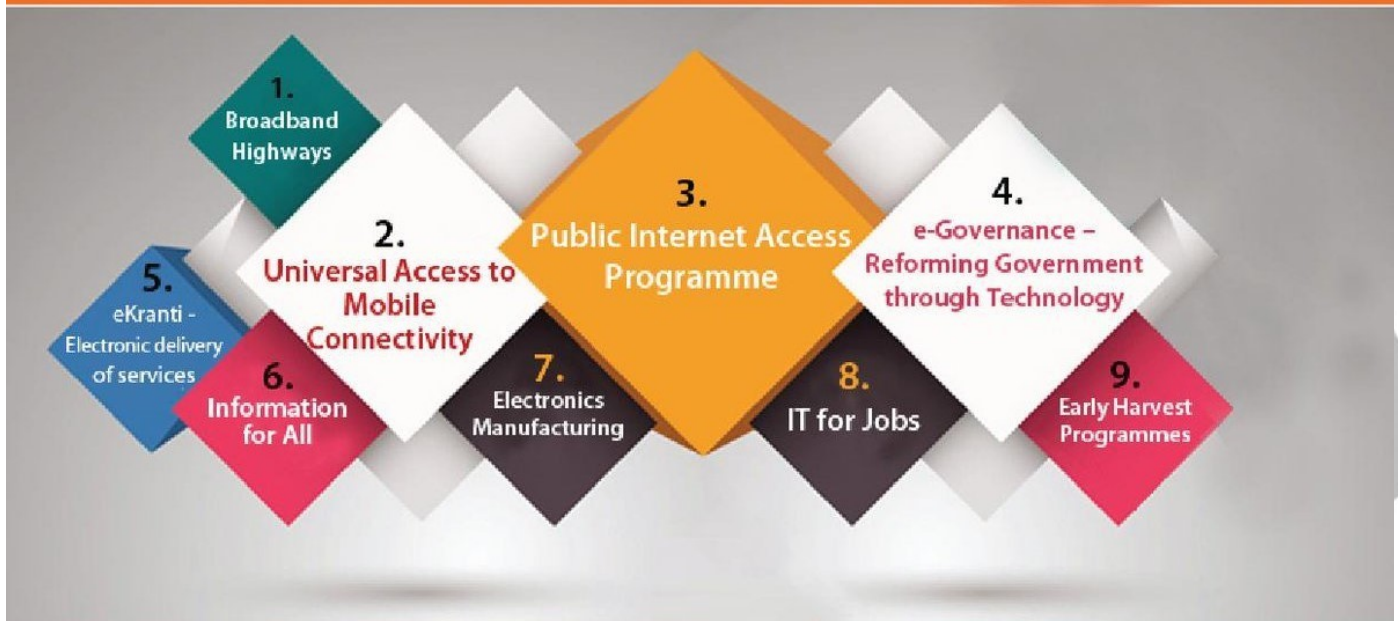 1.
Broadband
Highways
2.
Universal Access to
Mobile
Connectivity
3.
Public Internet Access
Programme
4.
e-Governance –
Reforming Government
through Technology
5.
eKranti -
Electronic delivery
of services
6.
Information
for All
7.
Electronics
Manufacturing
8.
IT for Jobs
9.
Early Harvest
Programmes